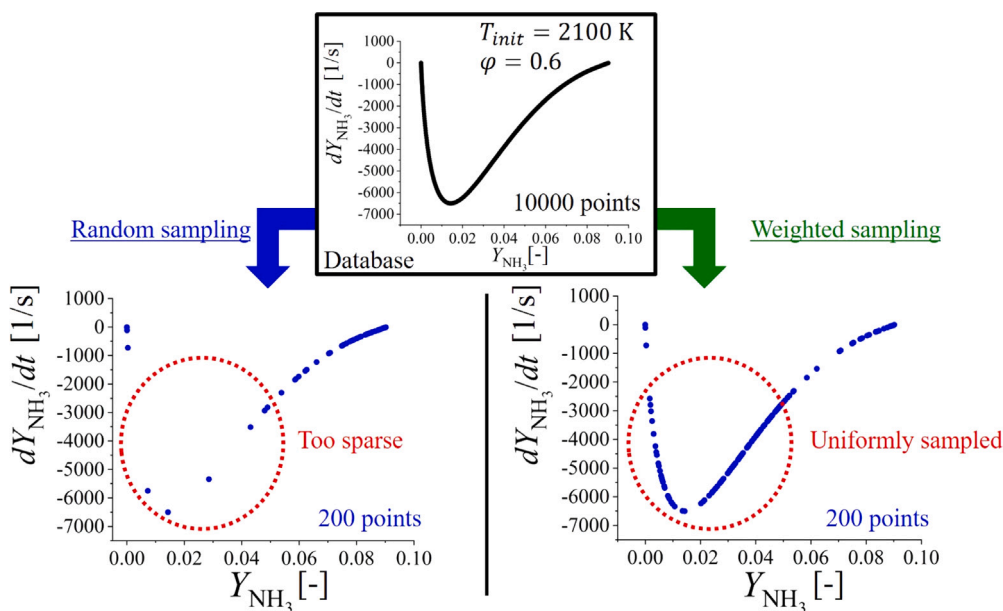 1000
0
-1000
-2000
-3000
-4000
-5000
-6000
-7000
dY_NH₃/dt [1/s]
T_init = 2100 K
φ = 0.6
10000 points
0.00 0.02 0.04 0.06 0.08 0.10
Y_NH₃[-]
Database
Random sampling
Weighted sampling
1000
0
-1000
-2000
-3000
-4000
-5000
-6000
-7000
dY_NH₃/dt [1/s]
Too sparse
200 points
0.00 0.02 0.04 0.06 0.08 0.10
Y_NH₃ [-]
1000
0
-1000
-2000
-3000
-4000
-5000
-6000
-7000
dY_NH₃/dt [1/s]
Uniformly sampled
200 points
0.00 0.02 0.04 0.06 0.08 0.10
Y_NH₃ [-]